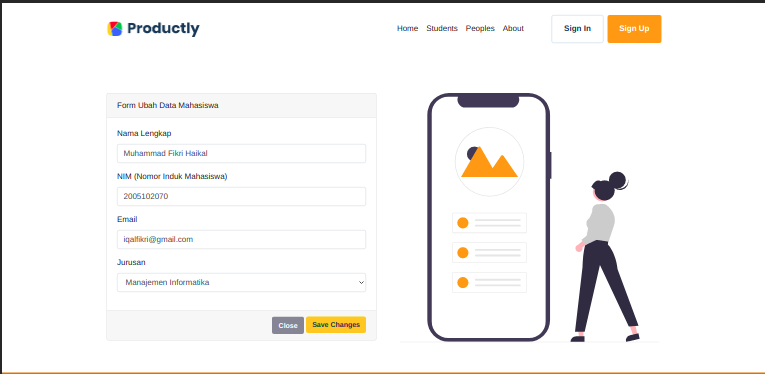 Productly
Home Students Peoples About Sign In Sign Up
Form Ubah Data Mahasiswa
Nama Lengkap
Muhammad Fikri Haikal
NIM (Nomor Induk Mahasiswa)
2005102070
Email
iqalfikri@gmail.com
Jurusan
Manajemen Informatika
Close Save Changes